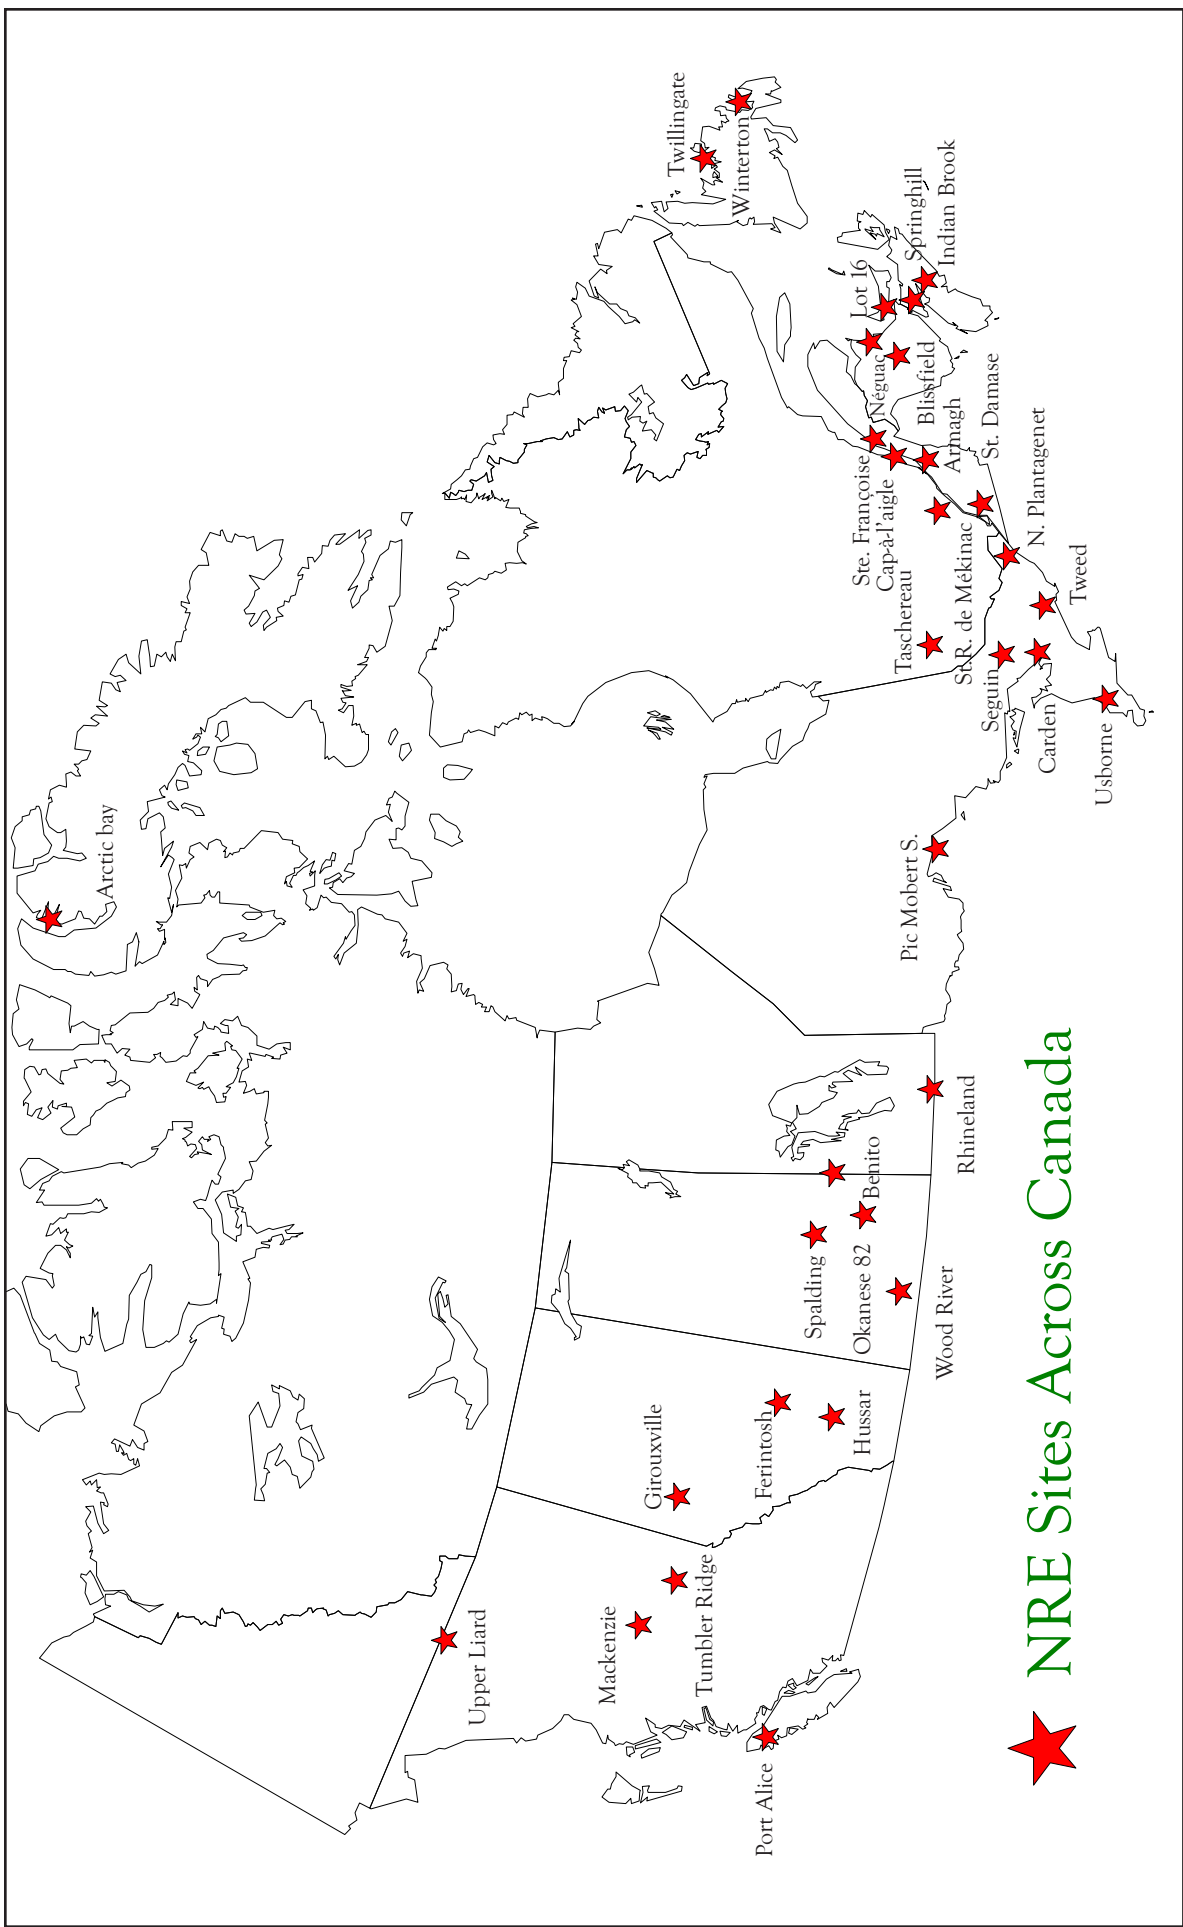 Arctic bay
Twillingate
Winterton
Upper Liard
Mackenzie
Tumbler Ridge
Port Alice
Girouxville
Ferintosh
Hussar
Spalding
Okanese 82
Benito
Wood River
Rhineland
Pic Mobert S.
Taschereau
Ste. Françoise
Cap-à-l'aigle
St.R. de Mékinac
Néguac
Lot 16
Springhill
Indian Brook
Blissfield
Armagh
St. Damase
N. Plantagenet
Tweed
Seguin
Carden
Usborne
NRE Sites Across Canada